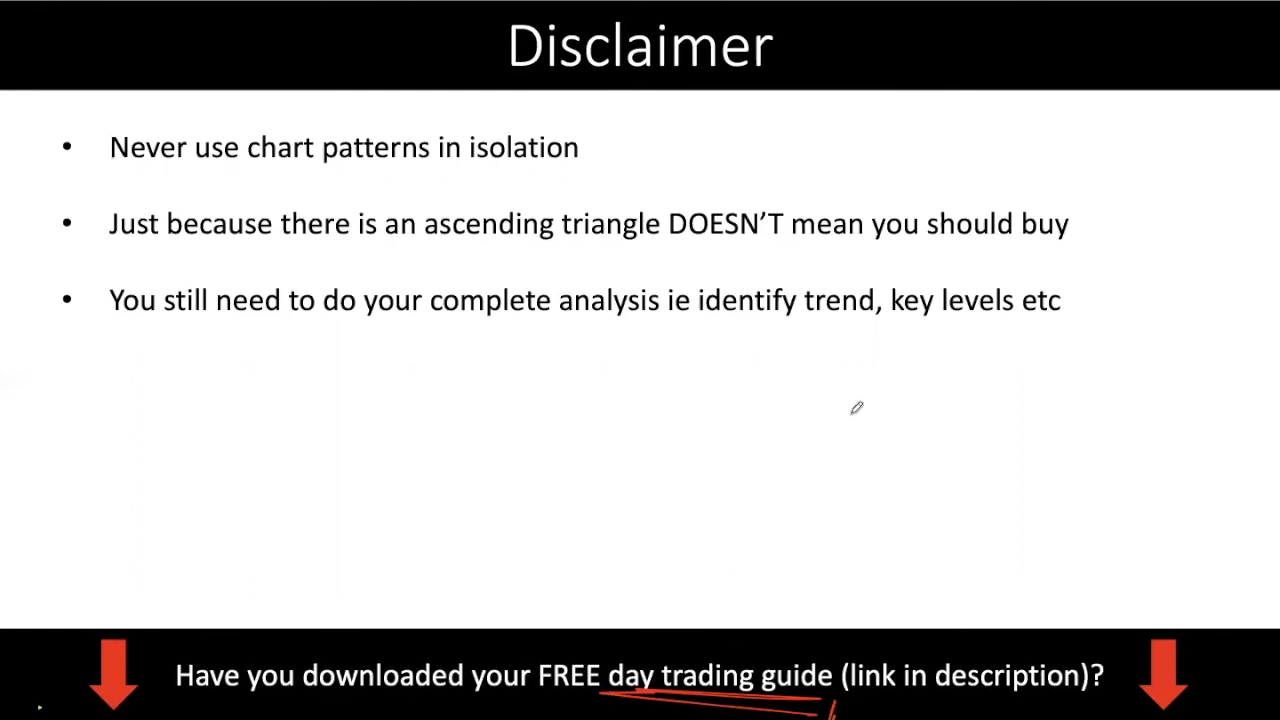 Disclaimer
• Never use chart patterns in isolation
• Just because there is an ascending triangle DOESN’T mean you should buy
• You still need to do your complete analysis ie identify trend, key levels etc
Have you downloaded your FREE day trading guide (link in description)?